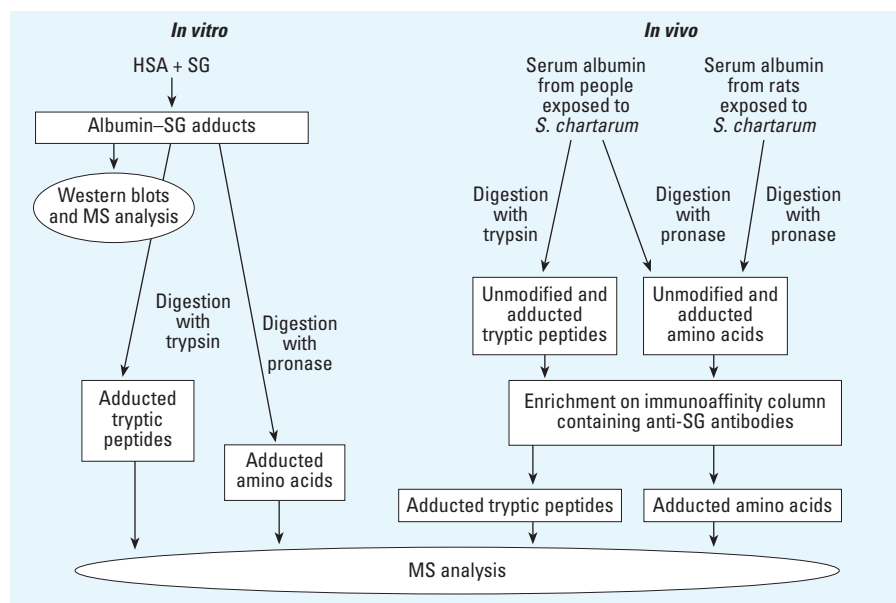 In vitro
HSA + SG
Albumin–SG adducts
Western blots
and MS analysis
Digestion
with
trypsin
Digestion
with
pronase
Adducted
tryptic
peptides
Adducted
amino acids
In vivo
Serum albumin
from people
exposed to
S. chartarum
Serum albumin
from rats
exposed to
S. chartarum
Digestion
with
trypsin
Digestion
with
pronase
Digestion
with
pronase
Unmodified and
adducted
tryptic peptides
Unmodified and
adducted
amino acids
Enrichment on immunoaffinity column
containing anti-SG antibodies
Adducted tryptic peptides
Adducted amino acids
MS analysis